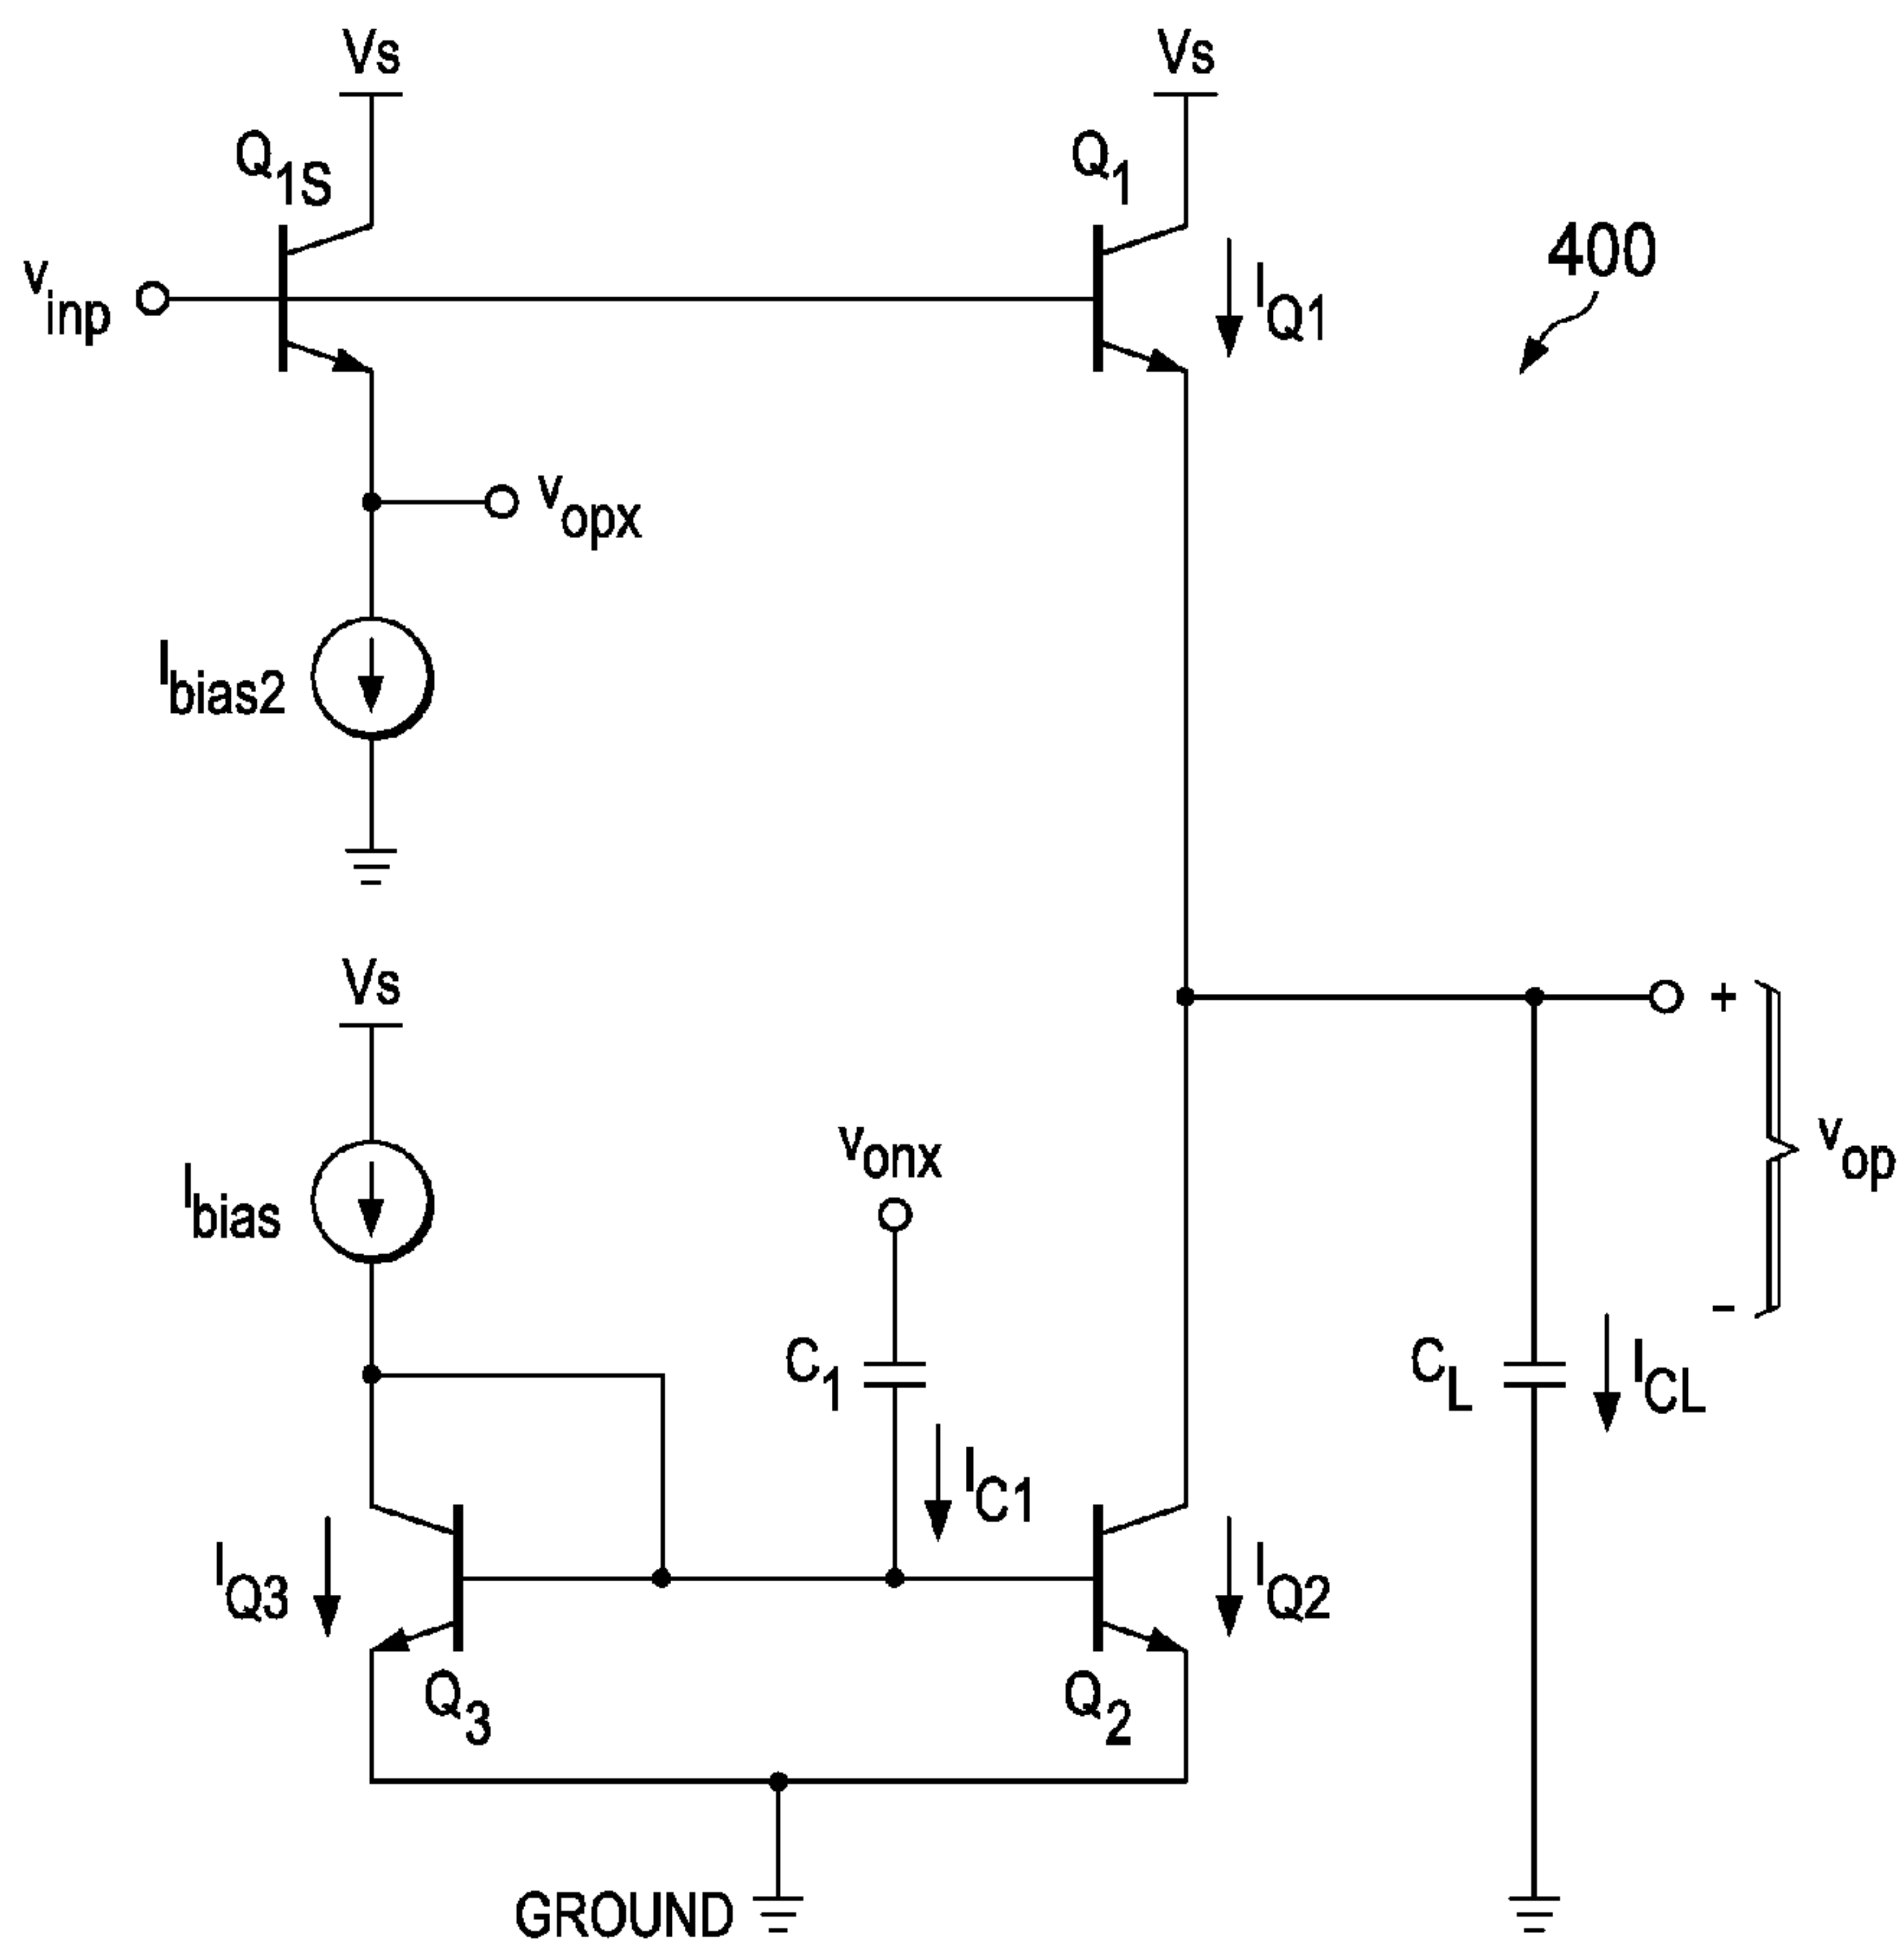 Vs
Vs
Q1S
Q1
400
vinp
IQ1
vopx
Ibias2
Vs
+
vonx
vop
Ibias
−
C1
CL
ICL
IC1
IQ3
IQ2
Q3
Q2
GROUND